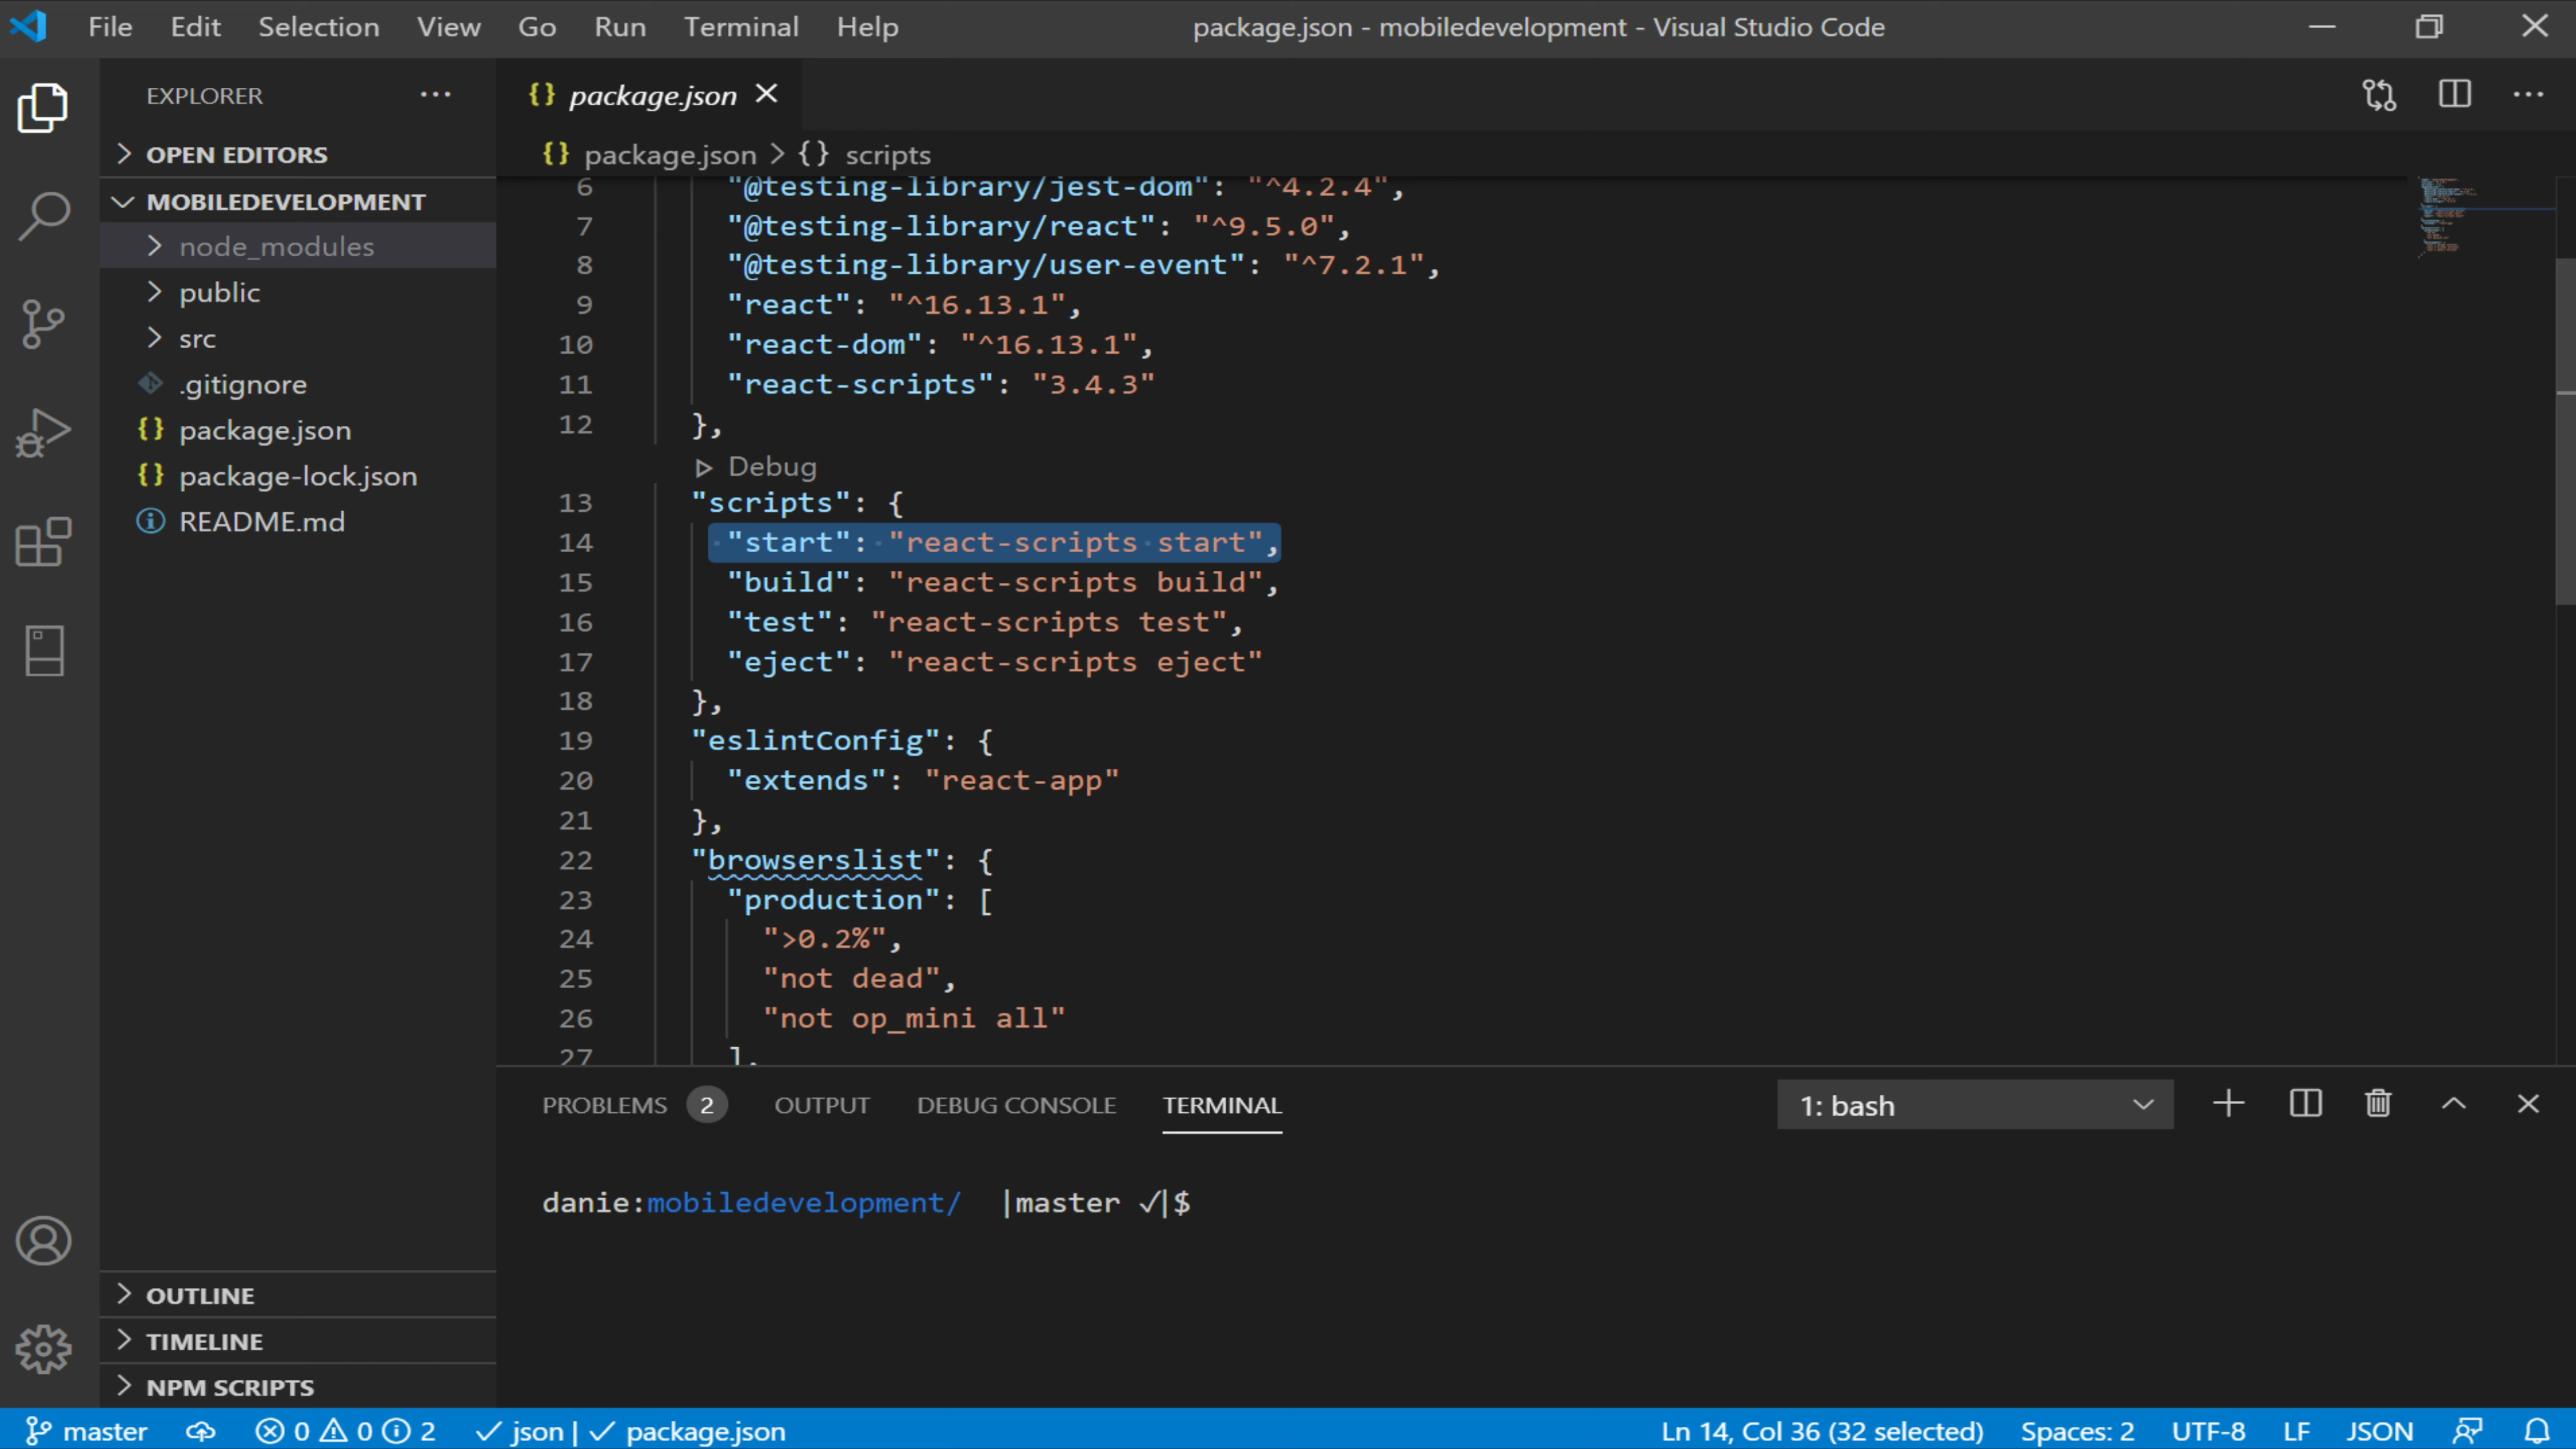 File Edit Selection View Go Run Terminal Help
package.json - mobiledevelopment - Visual Studio Code
EXPLORER
OPEN EDITORS
MOBILEDEVELOPMENT
node_modules
public
src
.gitignore
package.json
package-lock.json
README.md
OUTLINE
TIMELINE
NPM SCRIPTS
{} package.json
{} package.json > {} scripts
6 "@testing-library/jest-dom": "^4.2.4",
7 "@testing-library/react": "^9.5.0",
8 "@testing-library/user-event": "^7.2.1",
9 "react": "^16.13.1",
10 "react-dom": "^16.13.1",
11 "react-scripts": "3.4.3"
12 },
Debug
13 "scripts": {
14 "start": "react-scripts start",
15 "build": "react-scripts build",
16 "test": "react-scripts test",
17 "eject": "react-scripts eject"
18 },
19 "eslintConfig": {
20 "extends": "react-app"
21 },
22 "browserslist": {
23 "production": [
24 ">0.2%",
25 "not dead",
26 "not op_mini all"
27 ],
PROBLEMS 2 OUTPUT DEBUG CONSOLE TERMINAL
1: bash
danie:mobiledevelopment/ |master ✓|$
master 0 0 2 ✓ json | ✓ package.json
Ln 14, Col 36 (32 selected) Spaces: 2 UTF-8 LF JSON